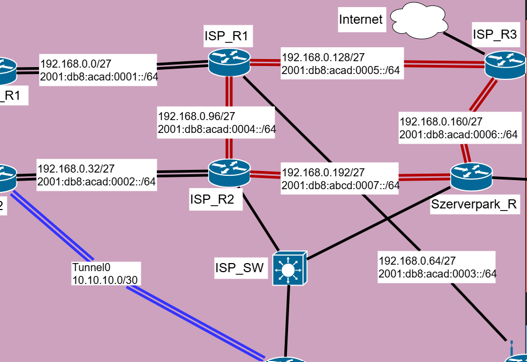 Internet
ISP_R1
ISP_R3
192.168.0.0/27
2001:db8:acad:0001::/64
192.168.0.128/27
2001:db8:acad:0005::/64
_R1
192.168.0.96/27
2001:db8:acad:0004::/64
192.168.0.160/27
2001:db8:acad:0006::/64
192.168.0.32/27
2001:db8:acad:0002::/64
192.168.0.192/27
2001:db8:abcd:0007::/64
2
ISP_R2
Szerverpark_R
ISP_SW
Tunnel0
10.10.10.0/30
192.168.0.64/27
2001:db8:acad:0003::/64